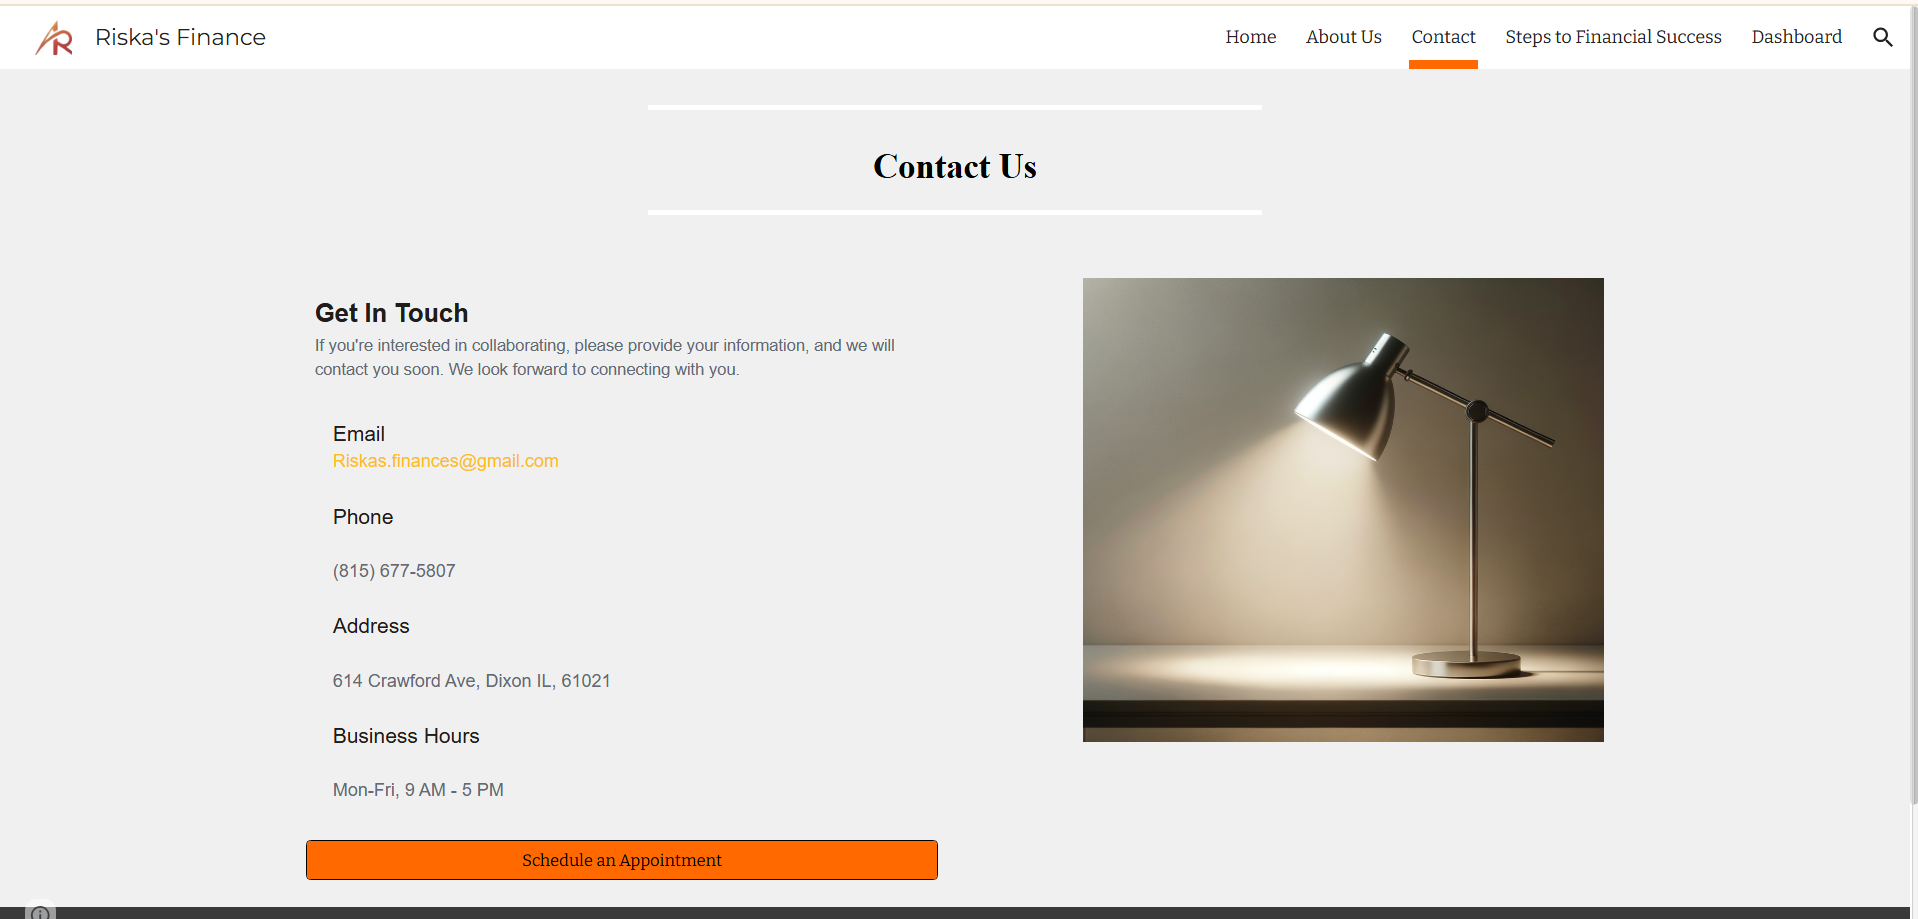 Riska's Finance
Home About Us Contact Steps to Financial Success Dashboard
Contact Us
Get In Touch
If you're interested in collaborating, please provide your information, and we will
contact you soon. We look forward to connecting with you.
Email
Riskas.finances@gmail.com
Phone
(815) 677-5807
Address
614 Crawford Ave, Dixon IL, 61021
Business Hours
Mon-Fri, 9 AM - 5 PM
Schedule an Appointment